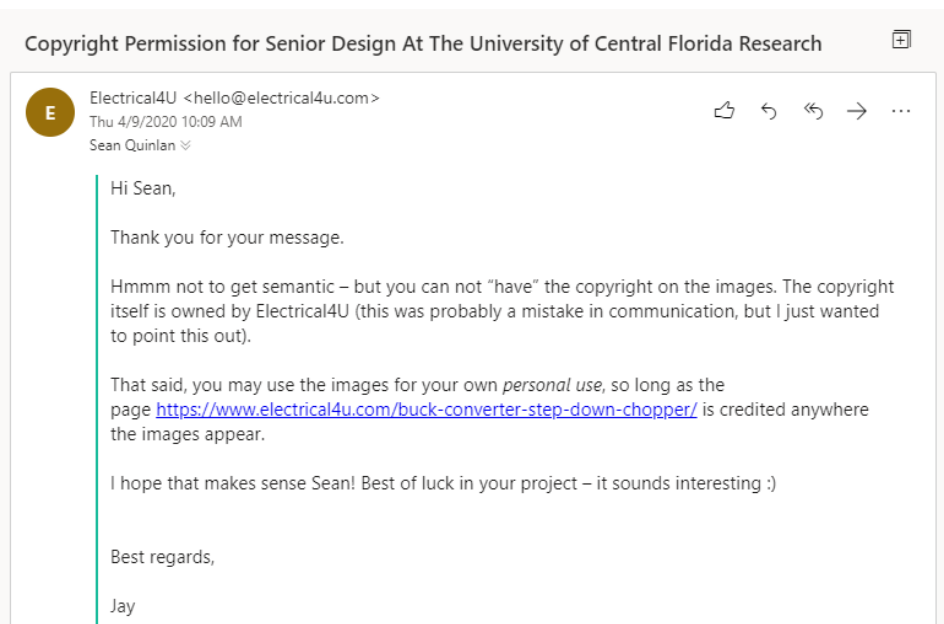 Copyright Permission for Senior Design At The University of Central Florida Research
E
Electrical4U <hello@electrical4u.com>
Thu 4/9/2020 10:09 AM
Sean Quinlan
Hi Sean,
Thank you for your message.
Hmmm not to get semantic – but you can not “have” the copyright on the images. The copyright
itself is owned by Electrical4U (this was probably a mistake in communication, but I just wanted
to point this out).
That said, you may use the images for your own personal use, so long as the
page https://www.electrical4u.com/buck-converter-step-down-chopper/ is credited anywhere
the images appear.
I hope that makes sense Sean! Best of luck in your project – it sounds interesting :)
Best regards,
Jay